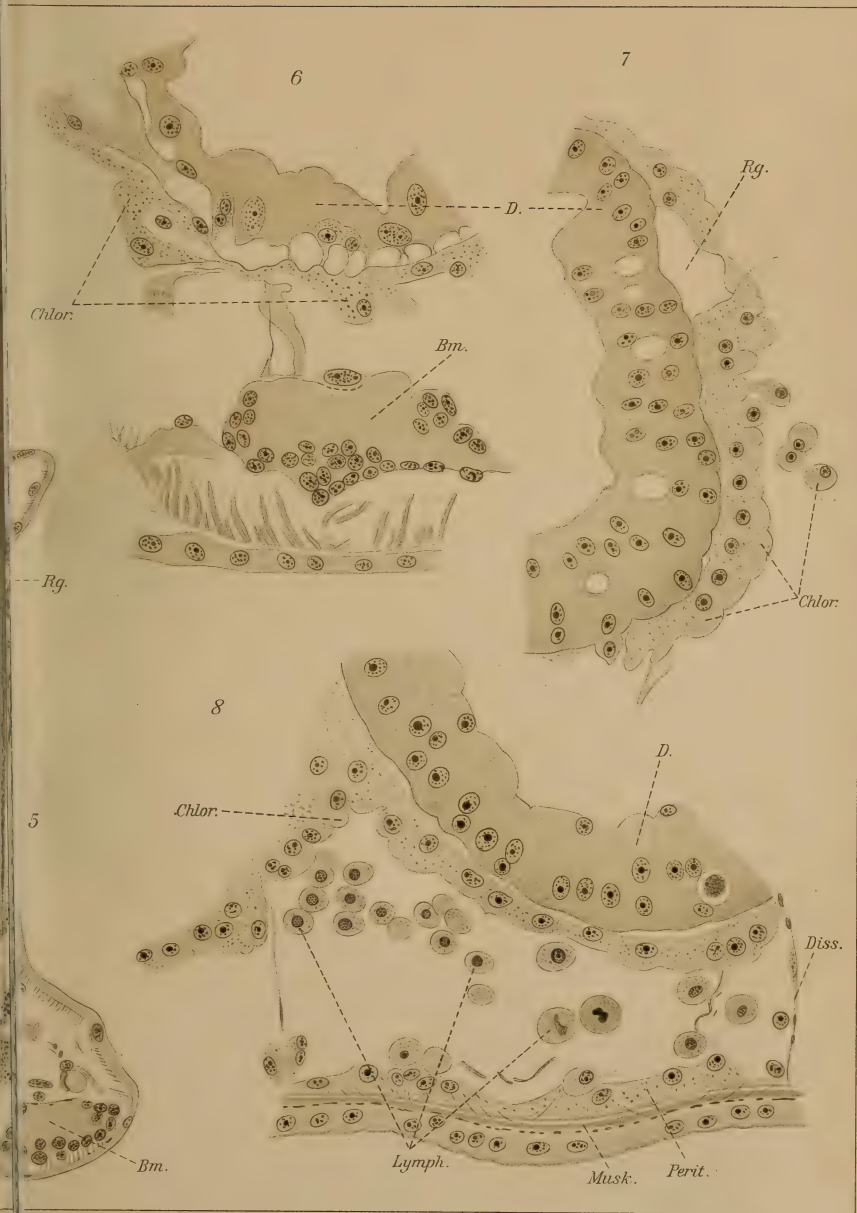 6
7
Rg.
D.
Chlor.
Bm.
Rg.
Chlor.
8
D.
Chlor.
5
Diss.
Bm.
Lymph.
Musk.
Perit.